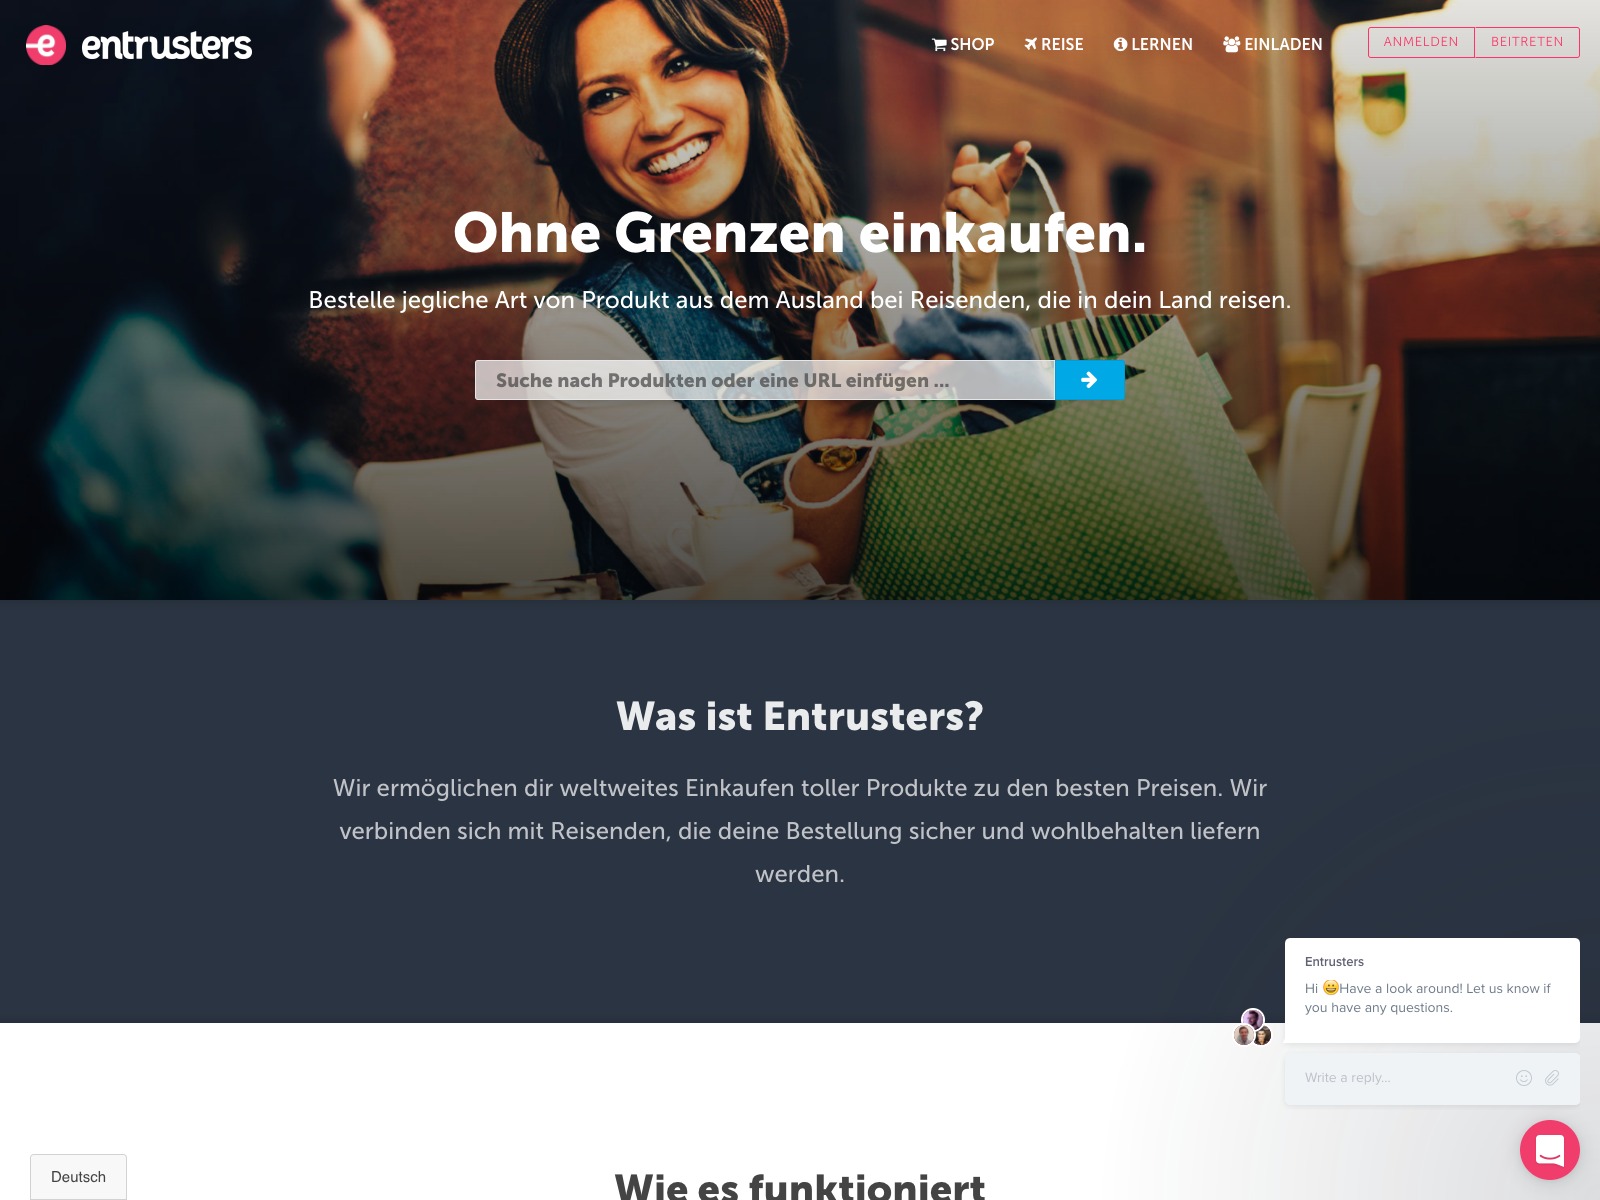 entrusters
SHOP
REISE
LERNEN
EINLADEN
ANMELDEN
BEITRETEN
Ohne Grenzen einkaufen.
Bestelle jegliche Art von Produkt aus dem Ausland bei Reisenden, die in dein Land reisen.
Suche nach Produkten oder eine URL einfügen ...
Was ist Entrusters?
Wir ermöglichen dir weltweites Einkaufen toller Produkte zu den besten Preisen. Wir
verbinden sich mit Reisenden, die deine Bestellung sicher und wohlbehalten liefern
werden.
Entrusters
Hi 😀Have a look around! Let us know if
you have any questions.
Write a reply...
Deutsch
Wie es funktioniert